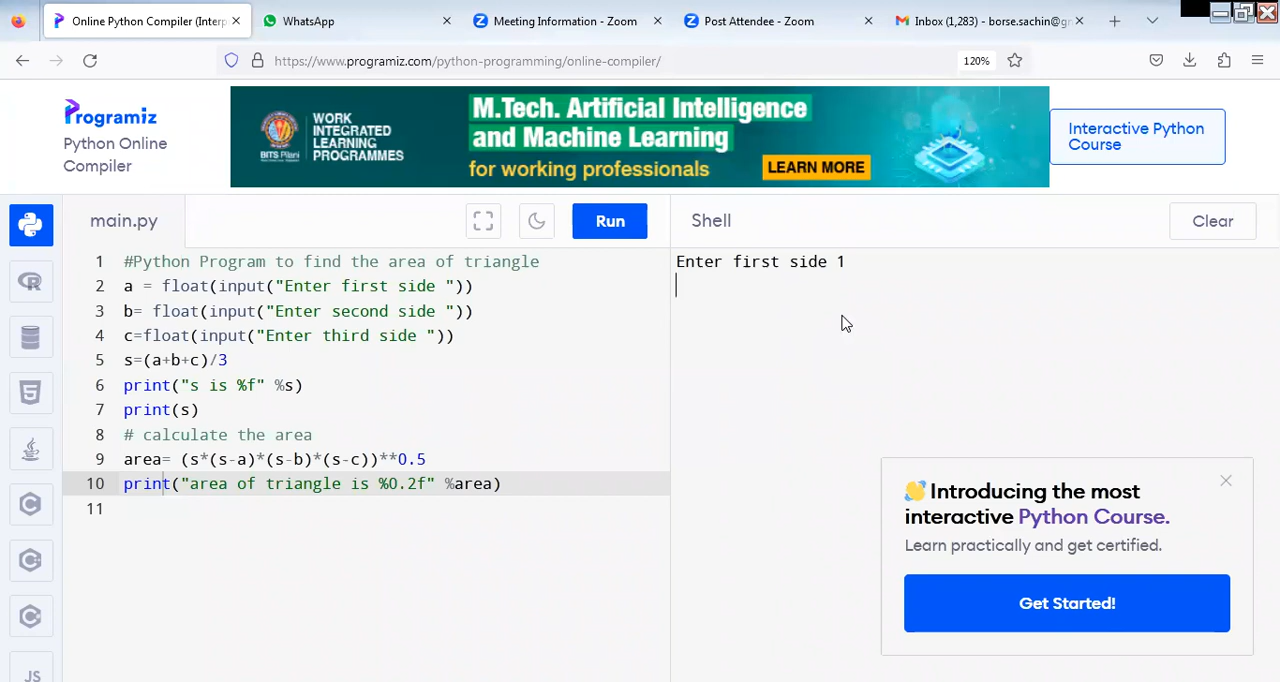 Online Python Compiler (Interp
WhatsApp
Meeting Information - Zoom
Post Attendee - Zoom
Inbox (1,283) - borse.sachin@gr
https://www.programiz.com/python-programming/online-compiler/
120%
Programiz
Python Online
Compiler
BITS Pilani
WORK
INTEGRATED
LEARNING
PROGRAMMES
M.Tech. Artificial Intelligence
and Machine Learning
for working professionals
LEARN MORE
Interactive Python
Course
main.py
Run
Shell
Clear
1 #Python Program to find the area of triangle
2 a = float(input("Enter first side "))
3 b= float(input("Enter second side "))
4 c=float(input("Enter third side "))
5 s=(a+b+c)/3
6 print("s is %f" %s)
7 print(s)
8 # calculate the area
9 area= (s*(s-a)*(s-b)*(s-c))**0.5
10 print("area of triangle is %0.2f" %area)
11
Enter first side 1
👋 Introducing the most
interactive Python Course.
Learn practically and get certified.
Get Started!
JS